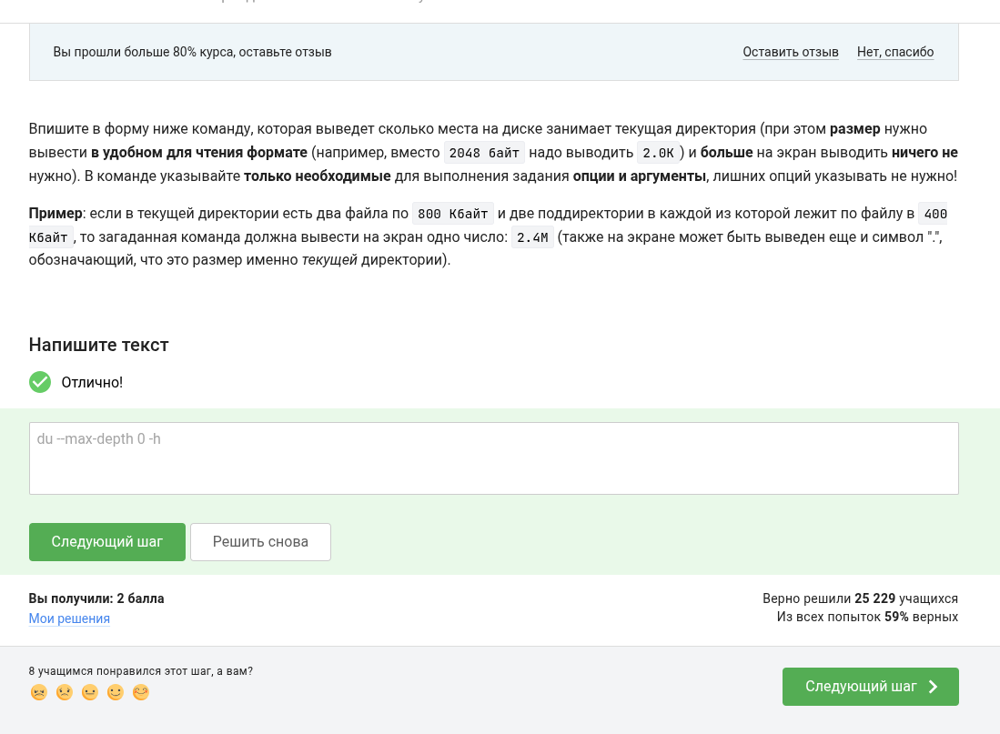 Вы прошли больше 80% курса, оставьте отзыв
Оставить отзыв
Нет, спасибо
Впишите в форму ниже команду, которая выведет сколько места на диске занимает текущая директория (при этом размер нужно
вывести в удобном для чтения формате (например, вместо 2048 байт надо выводить 2.0K) и больше на экран выводить ничего не
нужно). В команде указывайте только необходимые для выполнения задания опции и аргументы, лишних опций указывать не нужно!
Пример: если в текущей директории есть два файла по 800 Кбайт и две поддиректории в каждой из которой лежит по файлу в 400
Кбайт, то загаданная команда должна вывести на экран одно число: 2.4M (также на экране может быть выведен еще и символ ".",
обозначающий, что это размер именно текущей директории).
Напишите текст
Отлично!
du --max-depth 0 -h
Следующий шаг
Решить снова
Вы получили: 2 балла
Мои решения
Верно решили 25 229 учащихся
Из всех попыток 59% верных
8 учащимся понравился этот шаг, а вам?
Следующий шаг